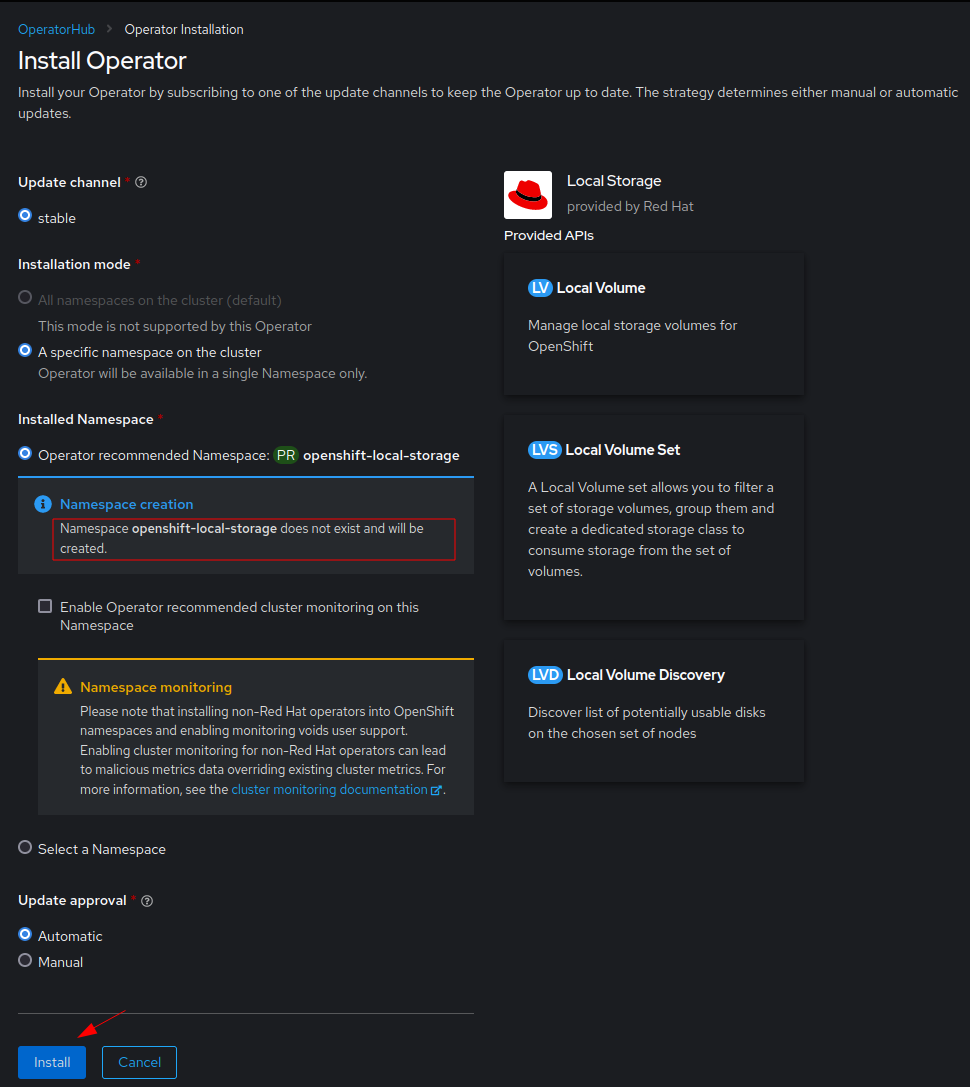 OperatorHub > Operator Installation
Install Operator
Install your Operator by subscribing to one of the update channels to keep the Operator up to date. The strategy determines either manual or automatic
updates.
Update channel *
stable
Installation mode *
All namespaces on the cluster (default)
This mode is not supported by this Operator
A specific namespace on the cluster
Operator will be available in a single Namespace only.
Installed Namespace *
Operator recommended Namespace: PR openshift-local-storage
Namespace creation
Namespace openshift-local-storage does not exist and will be
created.
Enable Operator recommended cluster monitoring on this
Namespace
Namespace monitoring
Please note that installing non-Red Hat operators into OpenShift
namespaces and enabling monitoring voids user support.
Enabling cluster monitoring for non-Red Hat operators can lead
to malicious metrics data overriding existing cluster metrics. For
more information, see the cluster monitoring documentation.
Select a Namespace
Update approval *
Automatic
Manual
Install
Cancel
Local Storage
provided by Red Hat
Provided APIs
LV Local Volume
Manage local storage volumes for
OpenShift
LVS Local Volume Set
A Local Volume set allows you to filter a
set of storage volumes, group them and
create a dedicated storage class to
consume storage from the set of
volumes.
LVD Local Volume Discovery
Discover list of potentially usable disks
on the chosen set of nodes